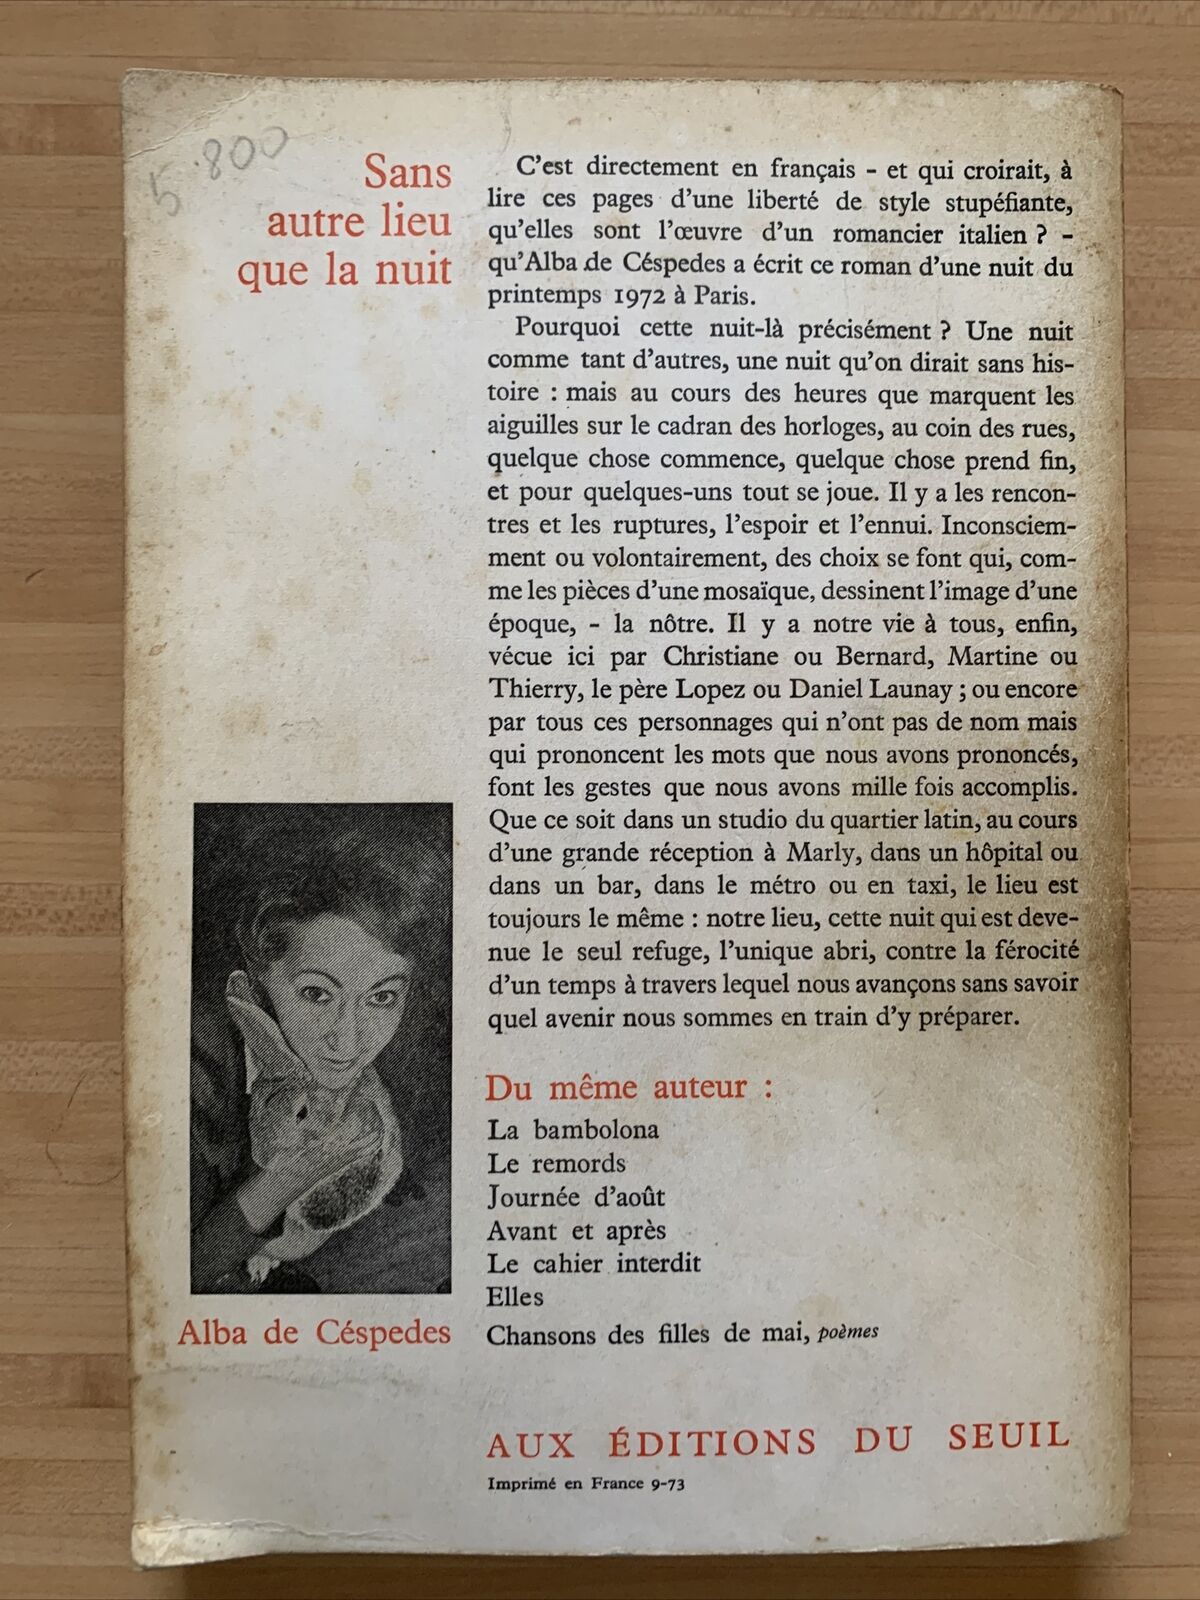 5.800
Sans
autre lieu
que la nuit
C'est directement en français - et qui croirait, à
lire ces pages d'une liberté de style stupéfiante,
qu'elles sont l'œuvre d'un romancier italien ? -
qu'Alba de Céspedes a écrit ce roman d'une nuit du
printemps 1972 à Paris.
Pourquoi cette nuit-là précisément ? Une nuit
comme tant d'autres, une nuit qu'on dirait sans his-
toire : mais au cours des heures que marquent les
aiguilles sur le cadran des horloges, au coin des rues,
quelque chose commence, quelque chose prend fin,
et pour quelques-uns tout se joue. Il y a les rencon-
tres et les ruptures, l'espoir et l'ennui. Inconsciem-
ment ou volontairement, des choix se font qui, com-
me les pièces d'une mosaïque, dessinent l'image d'une
époque, - la nôtre. Il y a notre vie à tous, enfin,
vécue ici par Christiane ou Bernard, Martine ou
Thierry, le père Lopez ou Daniel Launay ; ou encore
par tous ces personnages qui n'ont pas de nom mais
qui prononcent les mots que nous avons prononcés,
font les gestes que nous avons mille fois accomplis.
Que ce soit dans un studio du quartier latin, au cours
d'une grande réception à Marly, dans un hôpital ou
dans un bar, dans le métro ou en taxi, le lieu est
toujours le même : notre lieu, cette nuit qui est deve-
nue le seul refuge, l'unique abri, contre la férocité
d'un temps à travers lequel nous avançons sans savoir
quel avenir nous sommes en train d'y préparer.
Du même auteur :
La bambolona
Le remords
Journée d'août
Avant et après
Le cahier interdit
Elles
Chansons des filles de mai, poèmes
Alba de Céspedes
AUX ÉDITIONS DU SEUIL
Imprimé en France 9-73